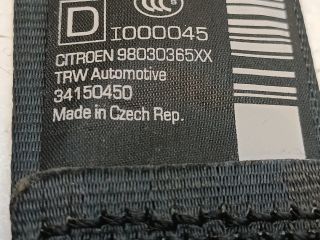 D
I000045
CITROEN 98030365XX
TRW Automotive
34150450
Made in Czech Rep.